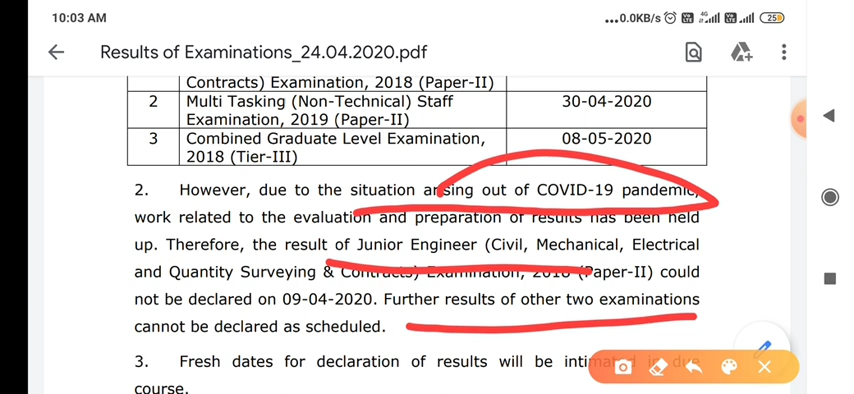 10:03 AM
...0.0KB/s 4G 25
Results of Examinations_24.04.2020.pdf
Contracts) Examination, 2018 (Paper-II)
2 Multi Tasking (Non-Technical) Staff 30-04-2020
Examination, 2019 (Paper-II)
3 Combined Graduate Level Examination, 08-05-2020
2018 (Tier-III)
2. However, due to the situation arising out of COVID-19 pandemic,
work related to the evaluation and preparation of results has been held
up. Therefore, the result of Junior Engineer (Civil, Mechanical, Electrical
and Quantity Surveying & Contracts) Examination, 2018 (Paper-II) could
not be declared on 09-04-2020. Further results of other two examinations
cannot be declared as scheduled.
3. Fresh dates for declaration of results will be intimated in due
course.